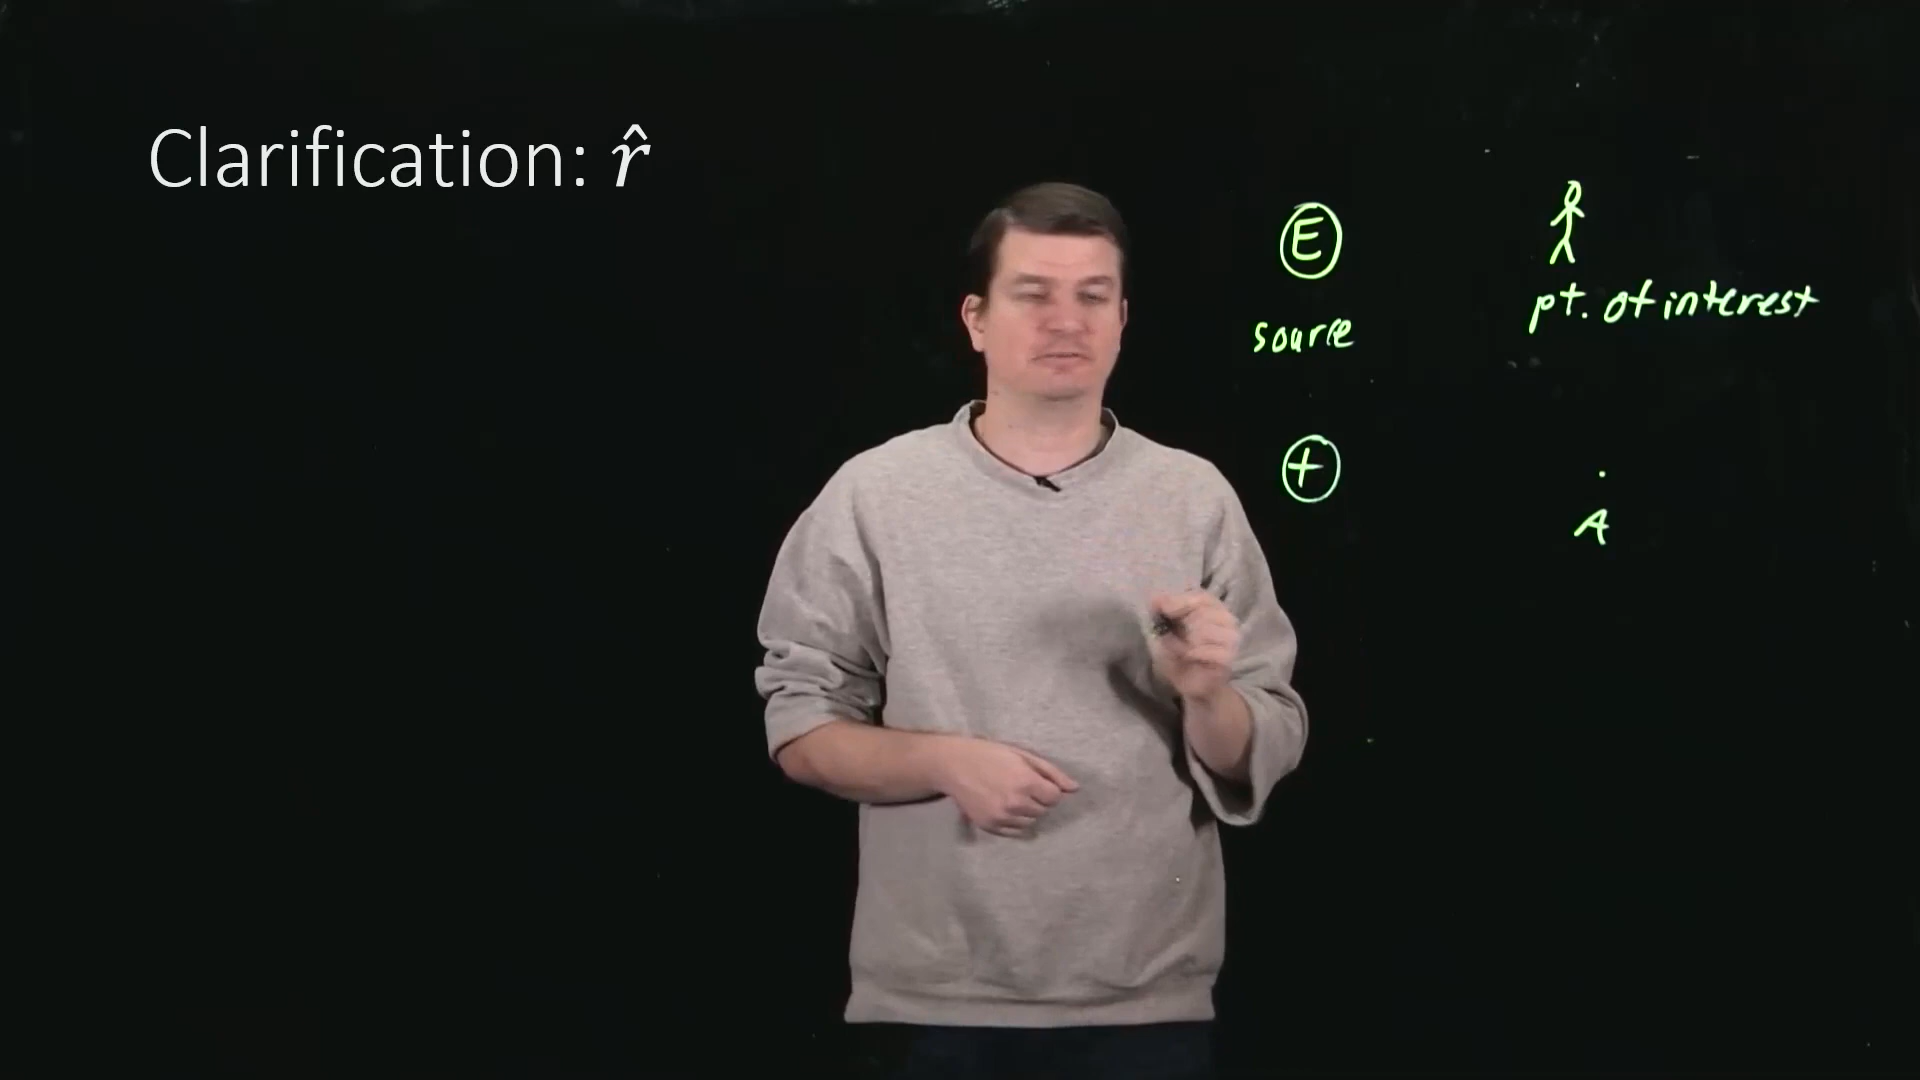 Clarification: r̂
E
source
pt. of interest
+
A